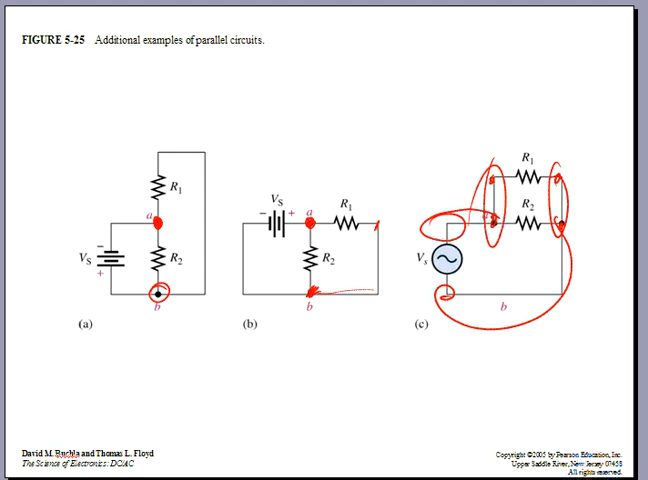 FIGURE 5-25 Additional examples of parallel circuits.
R1
a
VS
R2
b
(a)
VS
a
R1
R2
b
(b)
R1
R2
a
Vs
b
(c)
David M. Buchla and Thomas L. Floyd
The Science of Electronics: DC/AC
Copyright ©2005 by Pearson Education, Inc.
Upper Saddle River, New Jersey 07458
All rights reserved.